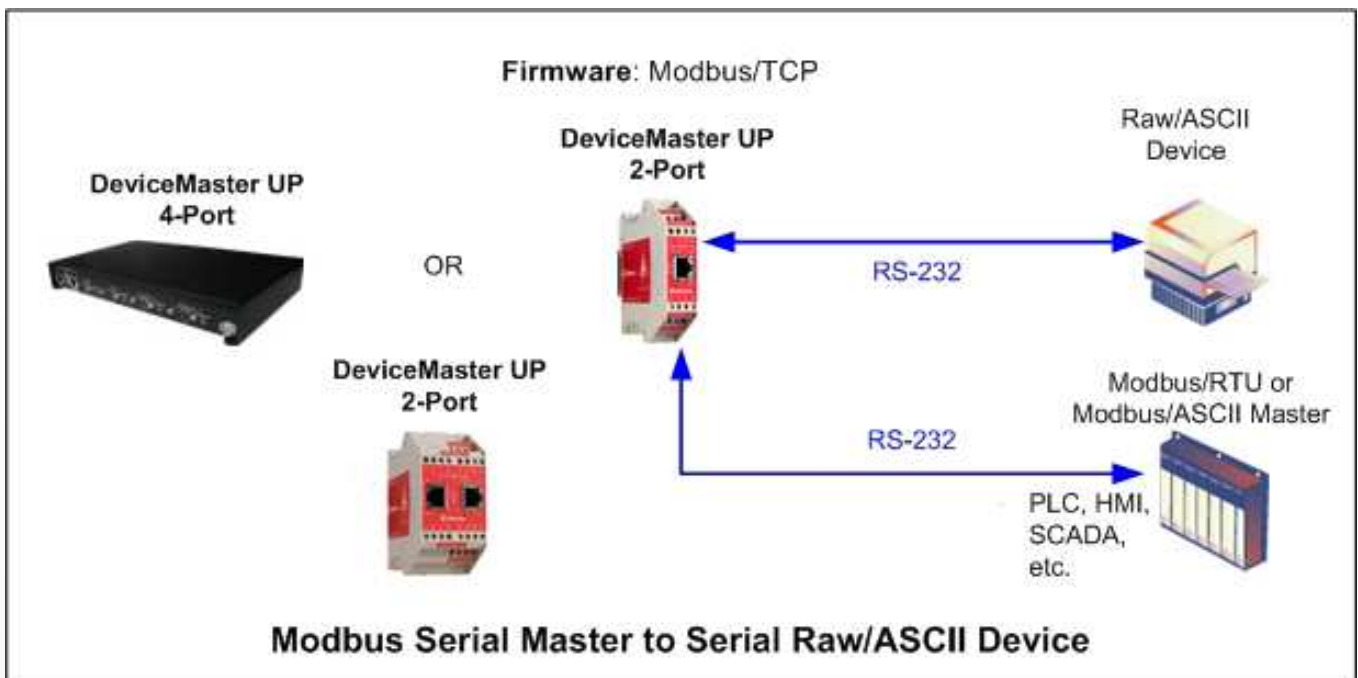 Firmware: Modbus/TCP
DeviceMaster UP
4-Port
OR
DeviceMaster UP
2-Port
DeviceMaster UP
2-Port
Raw/ASCII
Device
RS-232
Modbus/RTU or
Modbus/ASCII Master
RS-232
PLC, HMI,
SCADA,
etc.
Modbus Serial Master to Serial Raw/ASCII Device